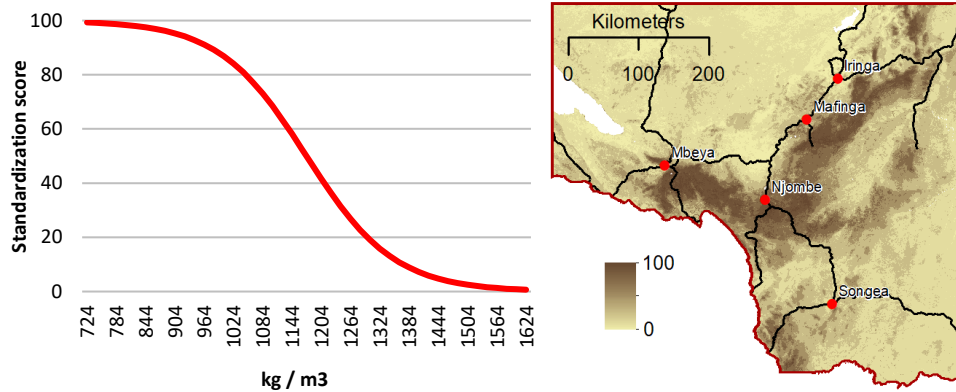 Standardization score
100
80
60
40
20
0
724
784
844
904
964
1024
1084
1144
1204
1264
1324
1384
1444
1504
1564
1624
kg / m3
Kilometers
0 100 200
Iringa
Mafinga
Mbeya
Njombe
Songea
100
0